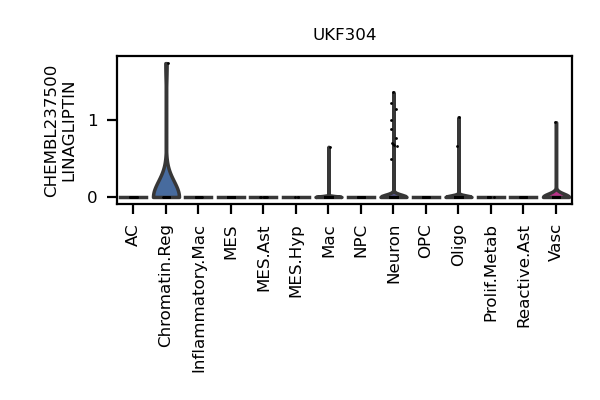 UKF304
CHEMBL237500
LINAGLIPTIN
1
0
AC
Chromatin.Reg
Inflammatory.Mac
MES
MES.Ast
MES.Hyp
Mac
NPC
Neuron
OPC
Oligo
Prolif.Metab
Reactive.Ast
Vasc